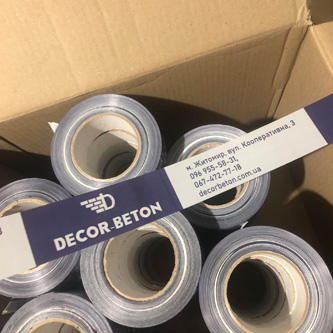 DECOR-BETON
м. Житомир, вул. Кооперативна, 3
096 955-58-31,
067-472-77-18
decorbeton.com.ua